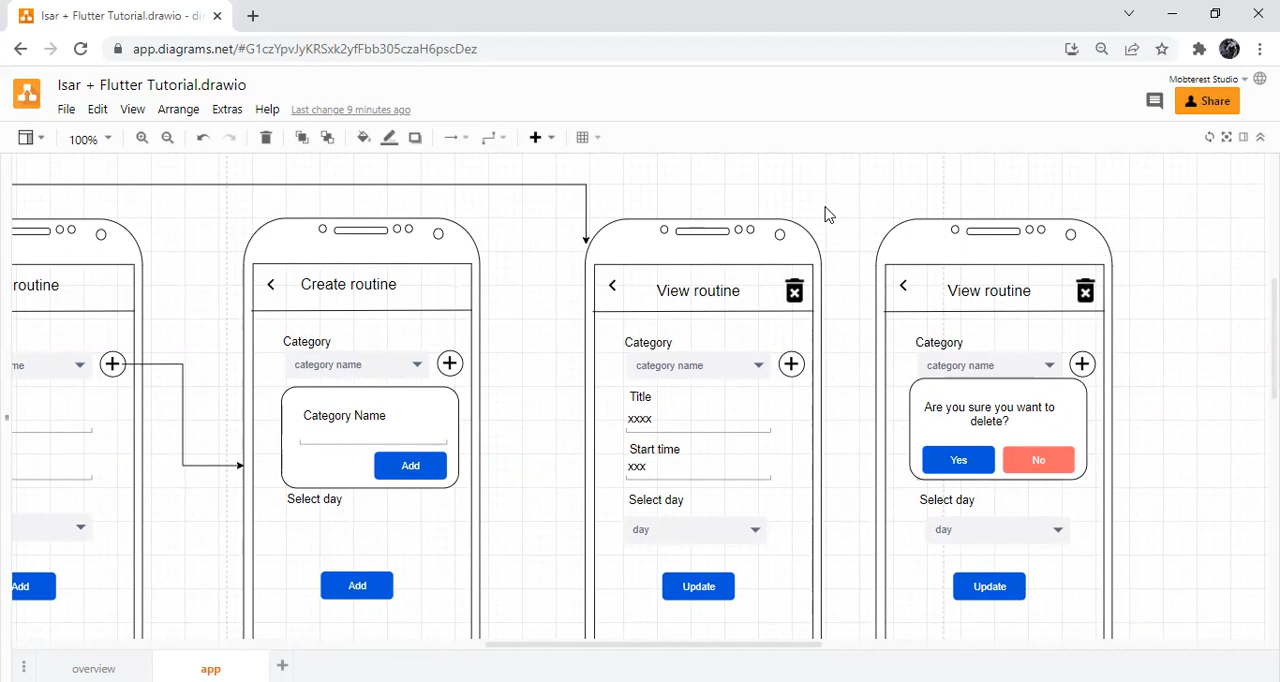 Isar + Flutter Tutorial.drawio - di
app.diagrams.net/#G1czYpvJyKRSxk2yfFbb305czaH6pscDez
Isar + Flutter Tutorial.drawio
File Edit View Arrange Extras Help Last change 9 minutes ago
Mobterest Studio
Share
100%
routine
me
Add
Create routine
Category
category name
Category Name
Add
Select day
Add
View routine
Category
category name
Title
xxxx
Start time
xxx
Select day
day
Update
View routine
Category
category name
Are you sure you want to
delete?
Yes No
Select day
day
Update
overview app